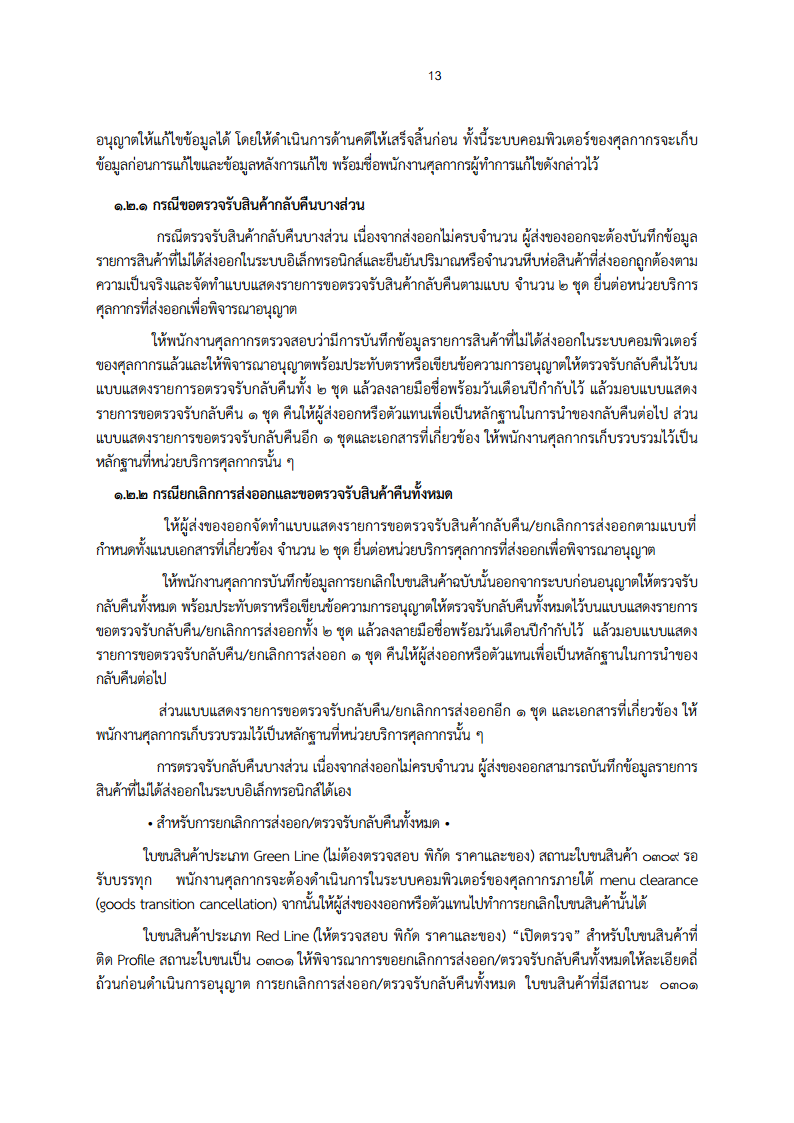 13
อนุญาตให้แก้ไขข้อมูลได้ โดยให้ดำเนินการด้านคดีให้เสร็จสิ้นก่อน ทั้งนี้ระบบคอมพิวเตอร์ของศุลกากรจะเก็บ
ข้อมูลก่อนการแก้ไขและข้อมูลหลังการแก้ไข พร้อมชื่อพนักงานศุลกากรผู้ทำการแก้ไขดังกล่าวไว้
๑.๒.๑ กรณีขอตรวจรับสินค้ากลับคืนบางส่วน
กรณีตรวจรับสินค้ากลับคืนบางส่วน เนื่องจากส่งออกไม่ครบจำนวน ผู้ส่งของออกจะต้องบันทึกข้อมูล
รายการสินค้าที่ไม่ได้ส่งออกในระบบอิเล็กทรอนิกส์และยืนยันปริมาณหรือจำนวนหีบห่อสินค้าที่ส่งออกถูกต้องตาม
ความเป็นจริงและจัดทำแบบแสดงรายการขอตรวจรับสินค้ากลับคืนตามแบบ จำนวน ๒ ชุด ยื่นต่อหน่วยบริการ
ศุลกากรที่ส่งออกเพื่อพิจารณาอนุญาต
ให้พนักงานศุลกากรตรวจสอบว่ามีการบันทึกข้อมูลรายการสินค้าที่ไม่ได้ส่งออกในระบบคอมพิวเตอร์
ของศุลกากรแล้วและให้พิจารณาอนุญาตพร้อมประทับตราหรือเขียนข้อความการอนุญาตให้ตรวจรับกลับคืนไว้บน
แบบแสดงรายการอตรวจรับกลับคืนทั้ง ๒ ชุด แล้วลงลายมือชื่อพร้อมวันเดือนปีกำกับไว้ แล้วมอบแบบแสดง
รายการขอตรวจรับกลับคืน ๑ ชุด คืนให้ผู้ส่งออกหรือตัวแทนเพื่อเป็นหลักฐานในการนำของกลับคืนต่อไป ส่วน
แบบแสดงรายการขอตรวจรับกลับคืนอีก ๑ ชุดและเอกสารที่เกี่ยวข้อง ให้พนักงานศุลกากรเก็บรวบรวมไว้เป็น
หลักฐานที่หน่วยบริการศุลกากรนั้น ๆ
๑.๒.๒ กรณียกเลิกการส่งออกและขอตรวจรับสินค้าคืนทั้งหมด
ให้ผู้ส่งของออกจัดทำแบบแสดงรายการขอตรวจรับสินค้ากลับคืน/ยกเลิกการส่งออกตามแบบที่
กำหนดทั้งแนบเอกสารที่เกี่ยวข้อง จำนวน ๒ ชุด ยื่นต่อหน่วยบริการศุลกากรที่ส่งออกเพื่อพิจารณาอนุญาต
ให้พนักงานศุลกากรบันทึกข้อมูลการยกเลิกใบขนสินค้าฉบับนั้นออกจากระบบก่อนอนุญาตให้ตรวจรับ
กลับคืนทั้งหมด พร้อมประทับตราหรือเขียนข้อความการอนุญาตให้ตรวจรับกลับคืนทั้งหมดไว้บนแบบแสดงรายการ
ขอตรวจรับกลับคืน/ยกเลิกการส่งออกทั้ง ๒ ชุด แล้วลงลายมือชื่อพร้อมวันเดือนปีกำกับไว้ แล้วมอบแบบแสดง
รายการขอตรวจรับกลับคืน/ยกเลิกการส่งออก ๑ ชุด คืนให้ผู้ส่งออกหรือตัวแทนเพื่อเป็นหลักฐานในการนำของ
กลับคืนต่อไป
ส่วนแบบแสดงรายการขอตรวจรับกลับคืน/ยกเลิกการส่งออกอีก ๑ ชุด และเอกสารที่เกี่ยวข้อง ให้
พนักงานศุลกากรเก็บรวบรวมไว้เป็นหลักฐานที่หน่วยบริการศุลกากรนั้น ๆ
การตรวจรับกลับคืนบางส่วน เนื่องจากส่งออกไม่ครบจำนวน ผู้ส่งของออกสามารถบันทึกข้อมูลรายการ
สินค้าที่ไม่ได้ส่งออกในระบบอิเล็กทรอนิกส์ได้เอง
• สำหรับการยกเลิกการส่งออก/ตรวจรับกลับคืนทั้งหมด •
ใบขนสินค้าประเภท Green Line (ไม่ต้องตรวจสอบ พิกัด ราคาและของ) สถานะใบขนสินค้า ๐๓๐๙ รอ
รับบรรทุก พนักงานศุลกากรจะต้องดำเนินการในระบบคอมพิวเตอร์ของศุลกากรภายใต้ menu clearance
(goods transition cancellation) จากนั้นให้ผู้ส่งของงออกหรือตัวแทนไปทำการยกเลิกใบขนสินค้านั้นได้
ใบขนสินค้าประเภท Red Line (ให้ตรวจสอบ พิกัด ราคาและของ) “เปิดตรวจ” สำหรับใบขนสินค้าที่
ติด Profile สถานะใบขนเป็น ๐๓๐๑ ให้พิจารณาการขอยกเลิกการส่งออก/ตรวจรับกลับคืนทั้งหมดให้ละเอียดถี่
ถ้วนก่อนดำเนินการอนุญาต การยกเลิกการส่งออก/ตรวจรับกลับคืนทั้งหมด ใบขนสินค้าที่มีสถานะ ๐๓๐๑